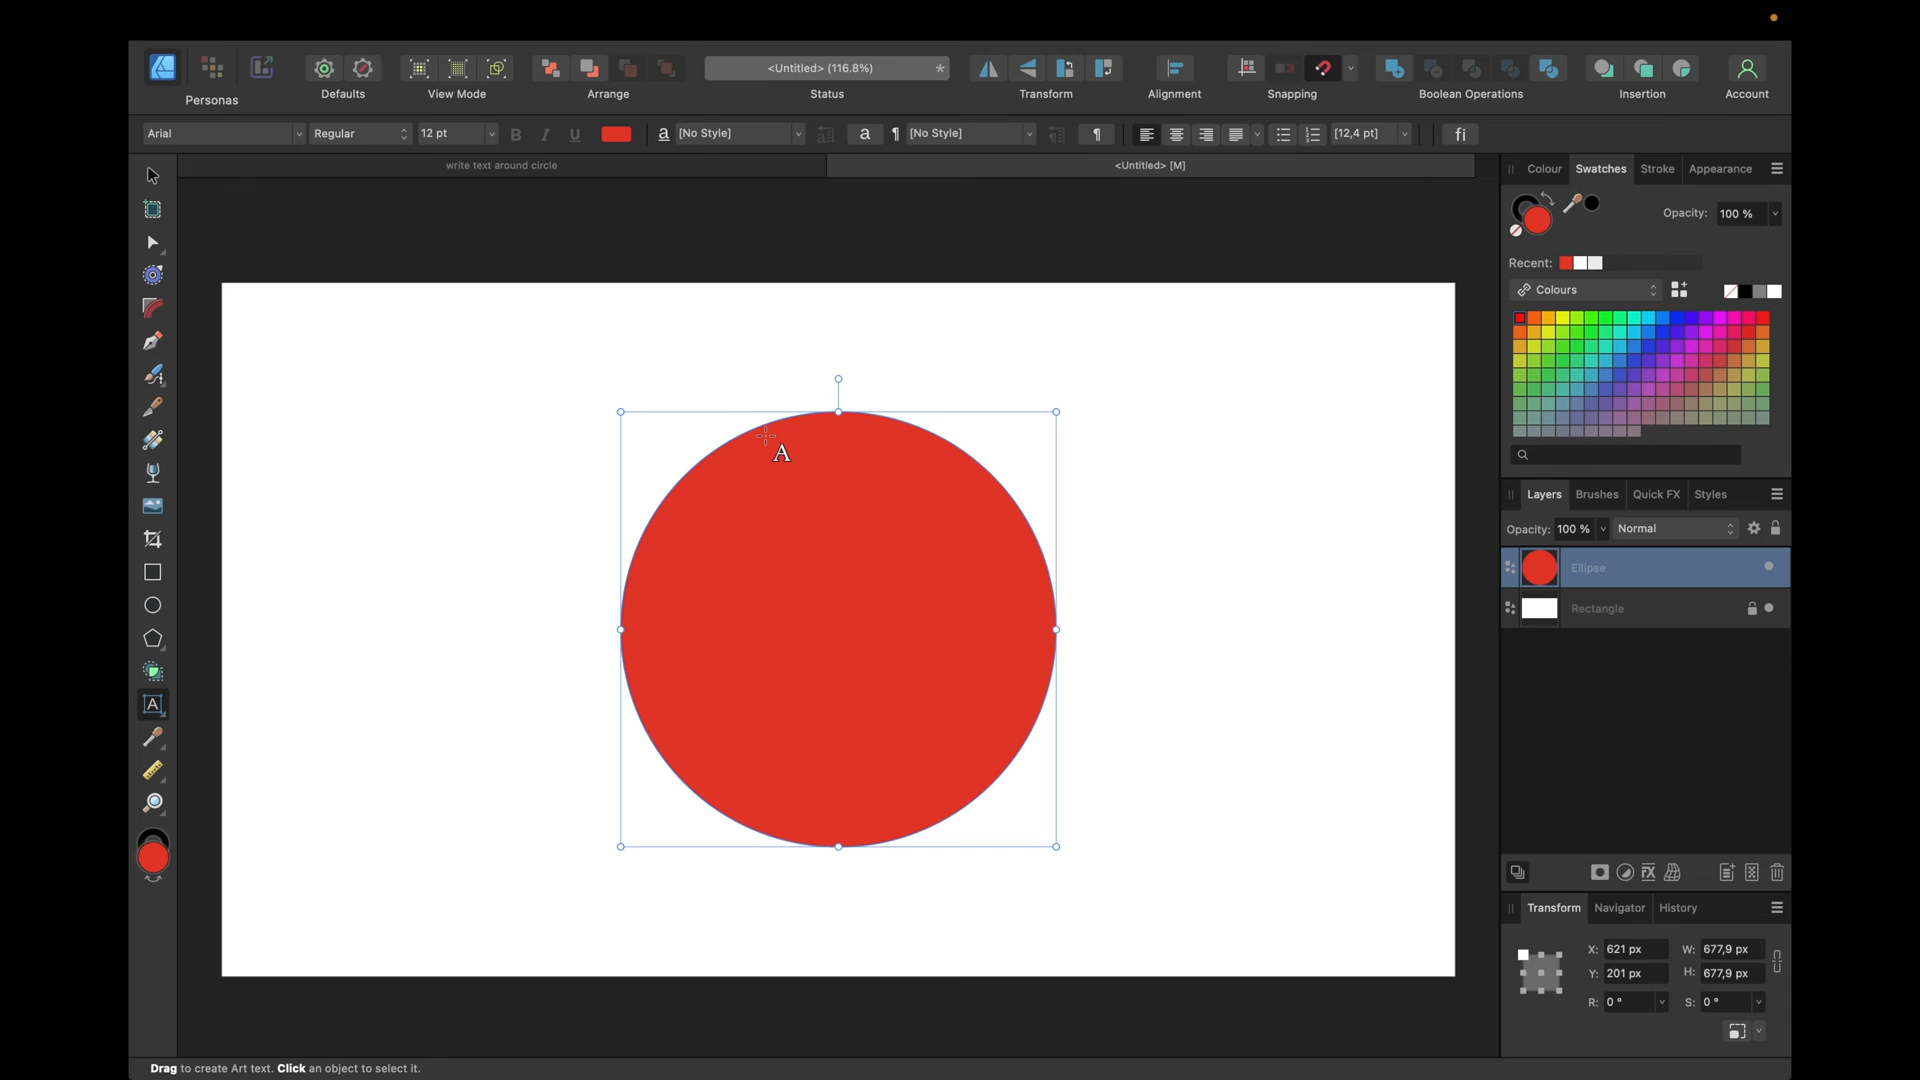 <Untitled> (116.8%) *
Personas Defaults View Mode Arrange Status Transform Alignment Snapping Boolean Operations Insertion Account
Arial Regular 12 pt B I U a [No Style] a ¶ [No Style] ¶ [12,4 pt] fi
write text around circle <Untitled> [M]
Colour Swatches Stroke Appearance
Opacity: 100 %
Recent:
Colours
A
Layers Brushes Quick FX Styles
Opacity: 100 % Normal
Ellipse
Rectangle
A
Transform Navigator History
X: 621 px W: 677,9 px
Y: 201 px H: 677,9 px
R: 0 ° S: 0 °
Drag to create Art text. Click an object to select it.